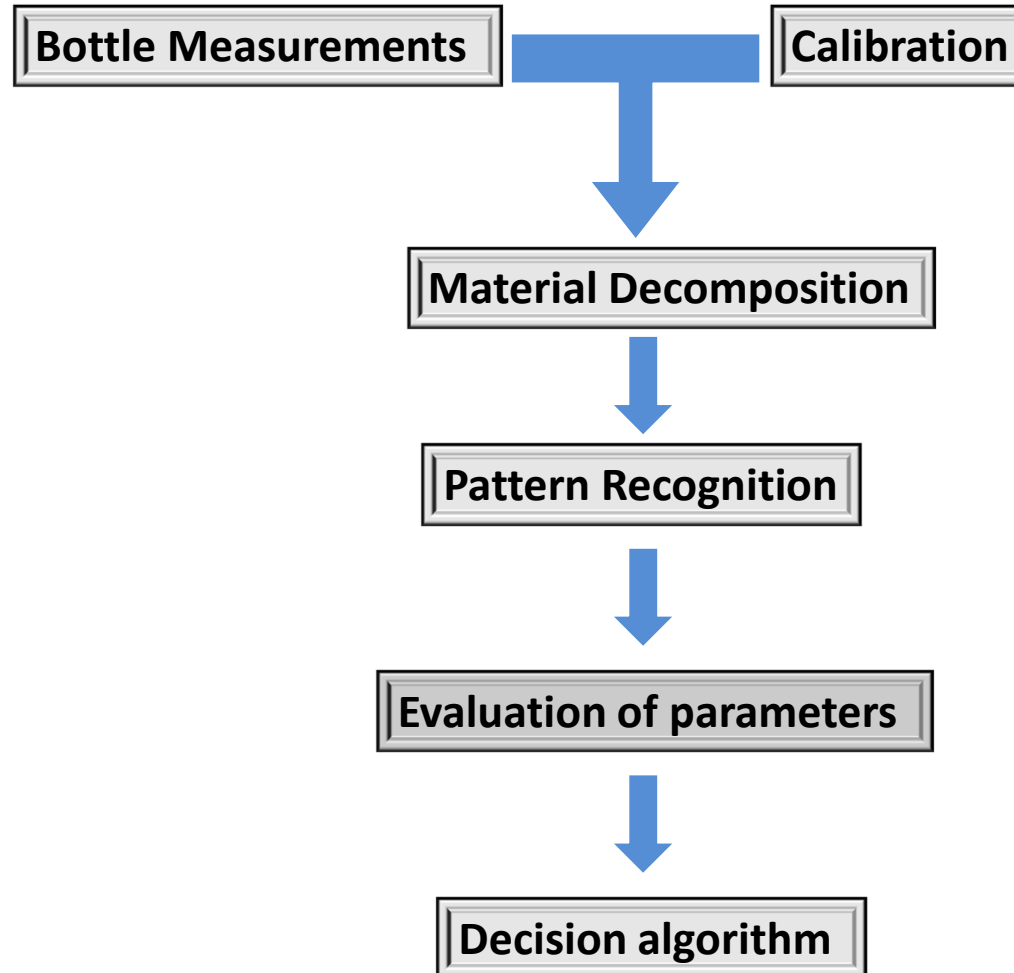 Bottle Measurements
Calibration
Material Decomposition
Pattern Recognition
Evaluation of parameters
Decision algorithm